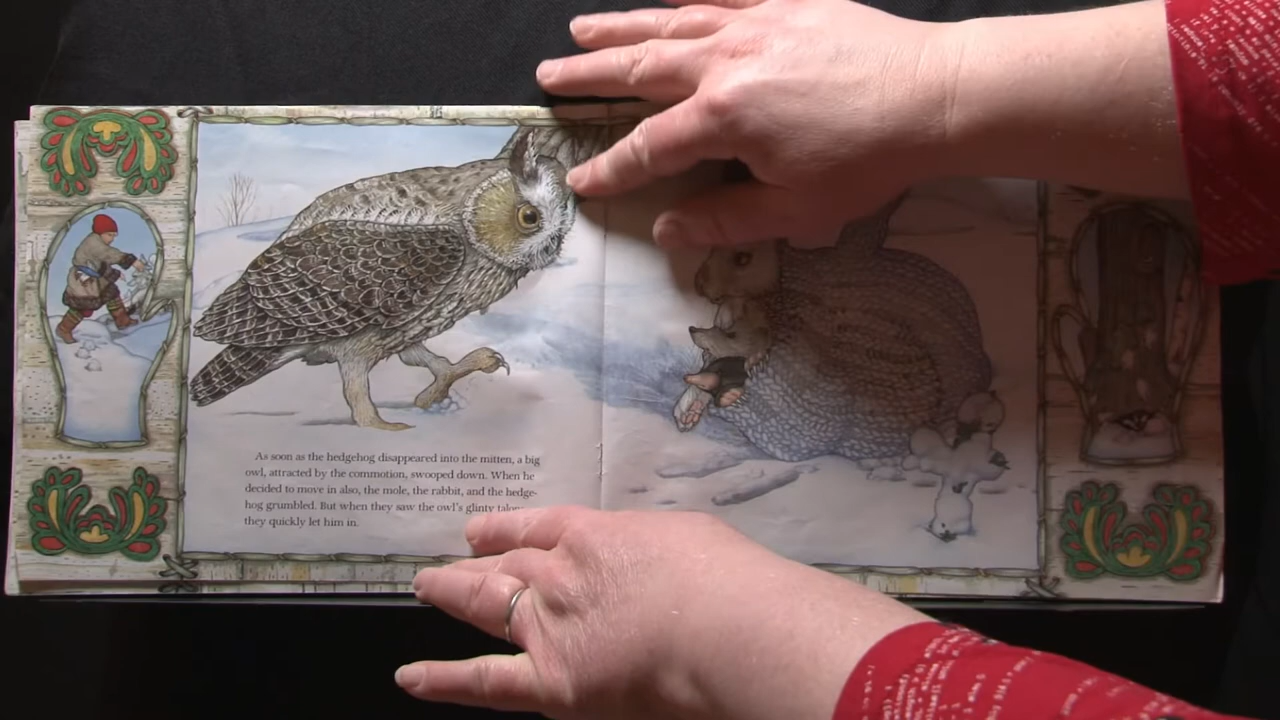 As soon as the hedgehog disappeared into the mitten, a big
owl, attracted by the commotion, swooped down. When he
decided to move in also, the mole, the rabbit, and the hedge-
hog grumbled. But when they saw the owl's glinty
they quickly let him in.